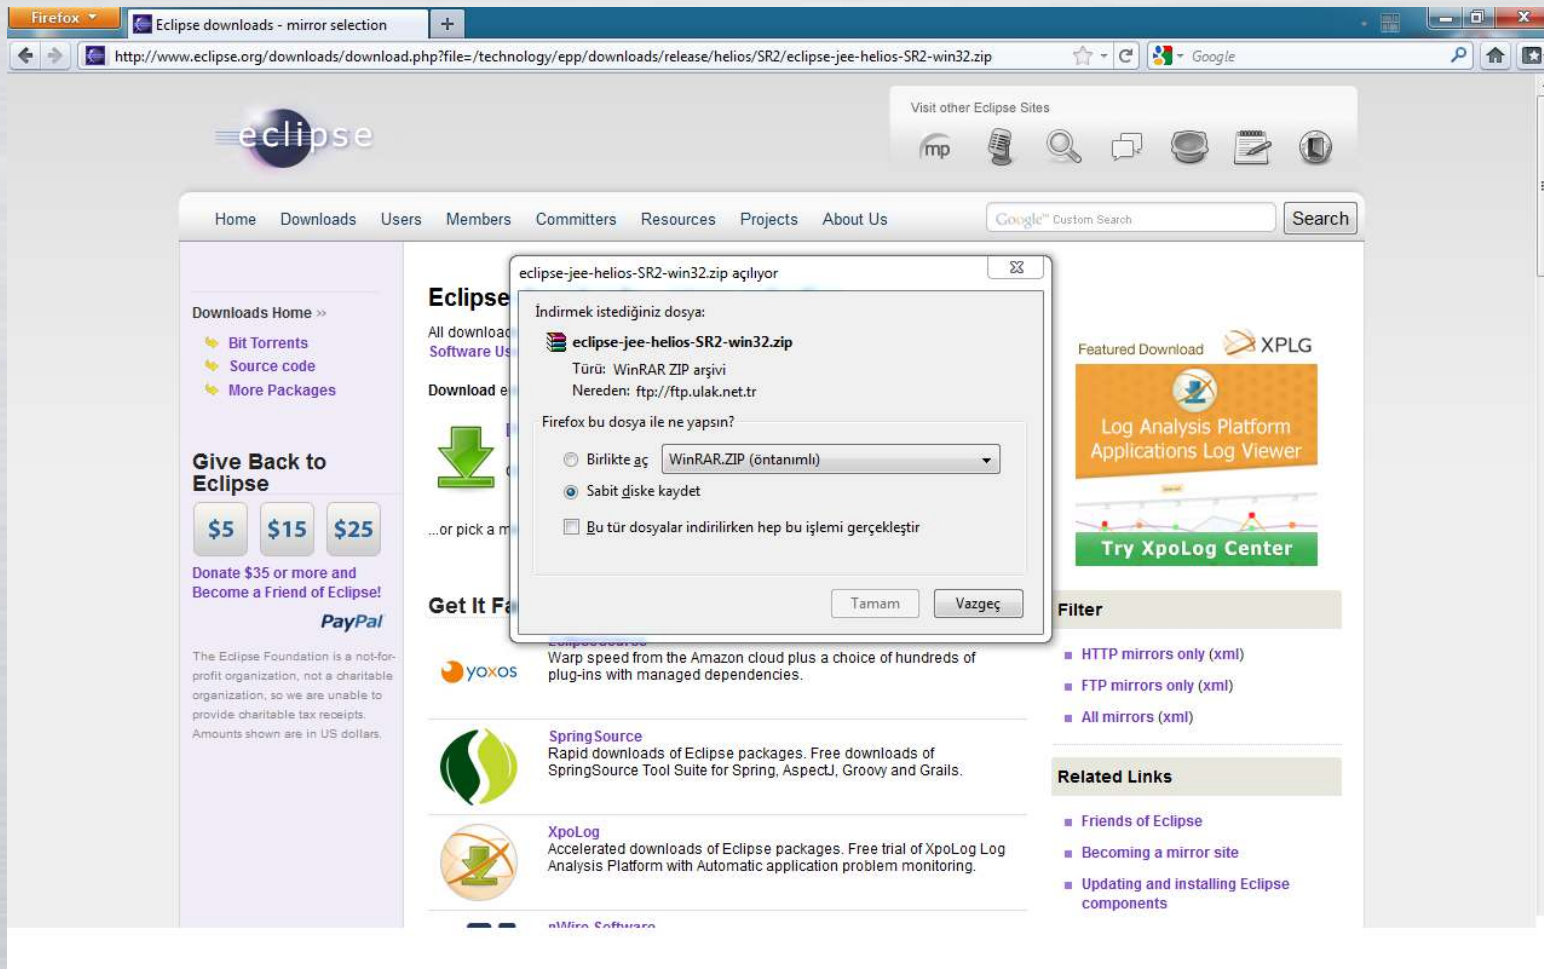 Firefox
Eclipse downloads - mirror selection
http://www.eclipse.org/downloads/download.php?file=/technology/epp/downloads/release/helios/SR2/eclipse-jee-helios-SR2-win32.zip
Google
eclipse
Visit other Eclipse Sites
mp
Home Downloads Users Members Committers Resources Projects About Us
Google™ Custom Search
Search
Downloads Home »
Bit Torrents
Source code
More Packages
Give Back to
Eclipse
$5 $15 $25
Donate $35 or more and
Become a Friend of Eclipse!
PayPal
The Eclipse Foundation is a not-for-
profit organization, not a charitable
organization, so we are unable to
provide charitable tax receipts.
Amounts shown are in US dollars.
Eclipse
All download
Software Us
Download e
...or pick a m
Get It Fa
eclipse-jee-helios-SR2-win32.zip açılıyor
İndirmek istediğiniz dosya:
eclipse-jee-helios-SR2-win32.zip
Türü: WinRAR ZIP arşivi
Nereden: ftp://ftp.ulak.net.tr
Firefox bu dosya ile ne yapsın?
Birlikte aç WinRAR.ZIP (öntanımlı)
Sabit diske kaydet
Bu tür dosyalar indirilirken hep bu işlemi gerçekleştir
Tamam Vazgeç
yoxos
Warp speed from the Amazon cloud plus a choice of hundreds of
plug-ins with managed dependencies.
SpringSource
Rapid downloads of Eclipse packages. Free downloads of
SpringSource Tool Suite for Spring, AspectJ, Groovy and Grails.
XpoLog
Accelerated downloads of Eclipse packages. Free trial of XpoLog Log
Analysis Platform with Automatic application problem monitoring.
nWire Software
Featured Download XPLG
Log Analysis Platform
Applications Log Viewer
Try XpoLog Center
Filter
HTTP mirrors only (xml)
FTP mirrors only (xml)
All mirrors (xml)
Related Links
Friends of Eclipse
Becoming a mirror site
Updating and installing Eclipse
components